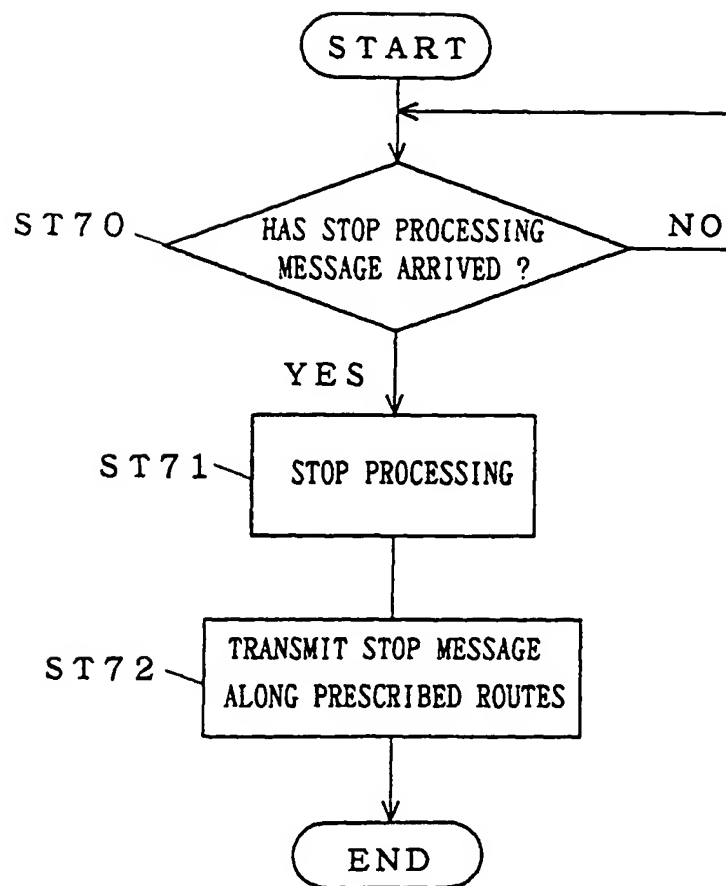 START
ST70
HAS STOP PROCESSING
MESSAGE ARRIVED ?
NO
YES
ST71
STOP PROCESSING
ST72
TRANSMIT STOP MESSAGE
ALONG PRESCRIBED ROUTES
END